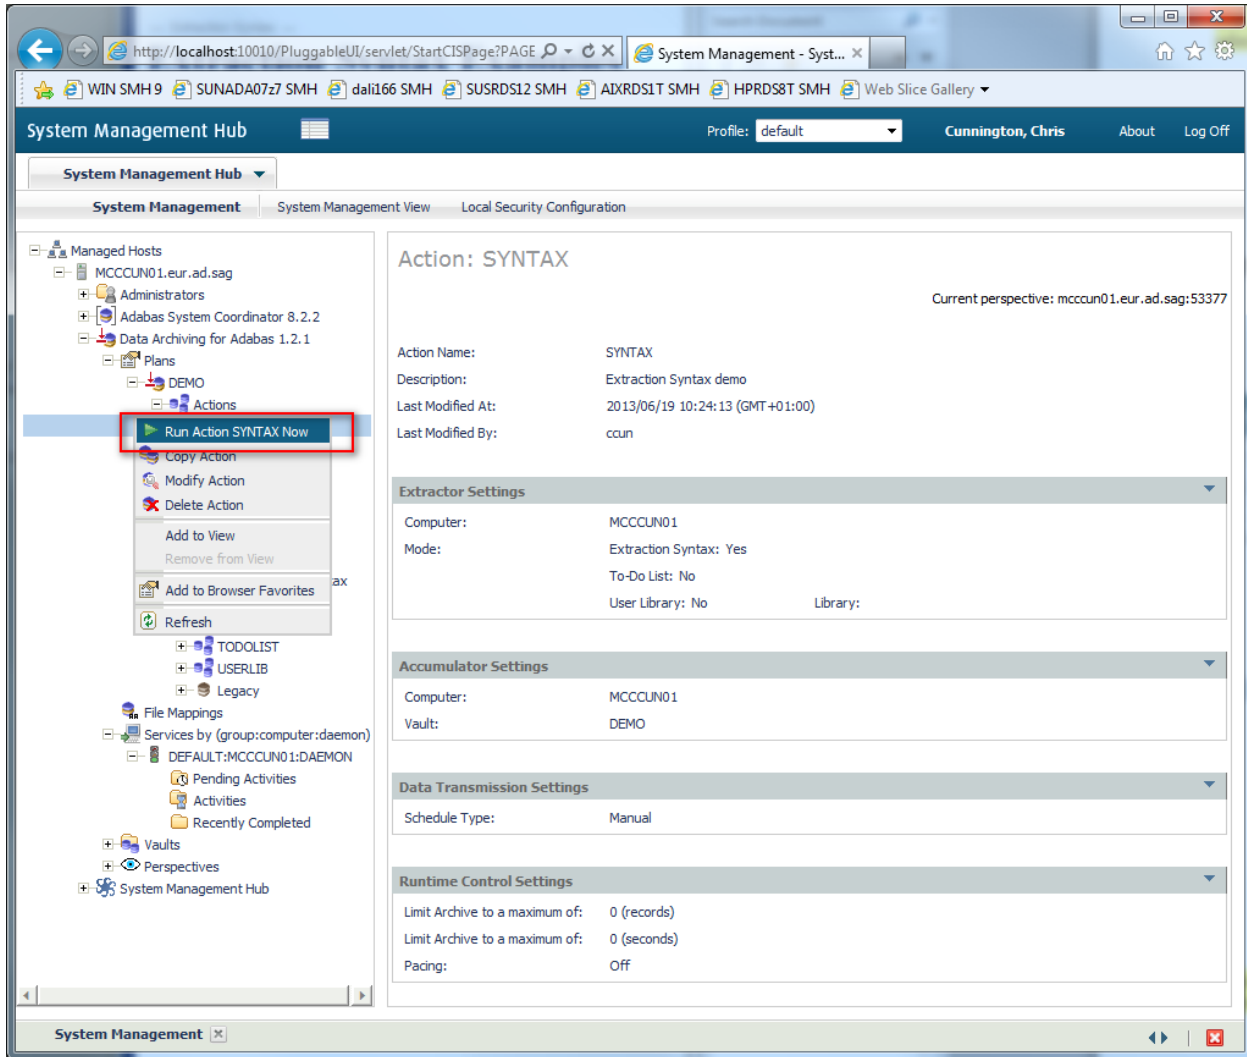 http://localhost:10010/PluggableUI/servlet/StartCISPage?PAGE
System Management - Syst...
WIN SMH 9 SUNADA07z7 SMH dali166 SMH SUSRDS12 SMH AIXRDS1T SMH HPRDS8T SMH Web Slice Gallery
System Management Hub Profile: default Cunnington, Chris About Log Off
System Management Hub
System Management System Management View Local Security Configuration
Managed Hosts
MCCCUN01.eur.ad.sag
Administrators
Adabas System Coordinator 8.2.2
Data Archiving for Adabas 1.2.1
Plans
DEMO
Actions
Run Action SYNTAX Now
Copy Action
Modify Action
Delete Action
Add to View
Remove from View
ax
Add to Browser Favorites
Refresh
TODOLIST
USERLIB
Legacy
File Mappings
Services by (group:computer:daemon)
DEFAULT:MCCCUN01:DAEMON
Pending Activities
Activities
Recently Completed
Vaults
Perspectives
System Management Hub
Action: SYNTAX
Current perspective: mcccun01.eur.ad.sag:53377
Action Name: SYNTAX
Description: Extraction Syntax demo
Last Modified At: 2013/06/19 10:24:13 (GMT+01:00)
Last Modified By: ccun
Extractor Settings
Computer: MCCCUN01
Mode: Extraction Syntax: Yes
To-Do List: No
User Library: No Library:
Accumulator Settings
Computer: MCCCUN01
Vault: DEMO
Data Transmission Settings
Schedule Type: Manual
Runtime Control Settings
Limit Archive to a maximum of: 0 (records)
Limit Archive to a maximum of: 0 (seconds)
Pacing: Off
System Management